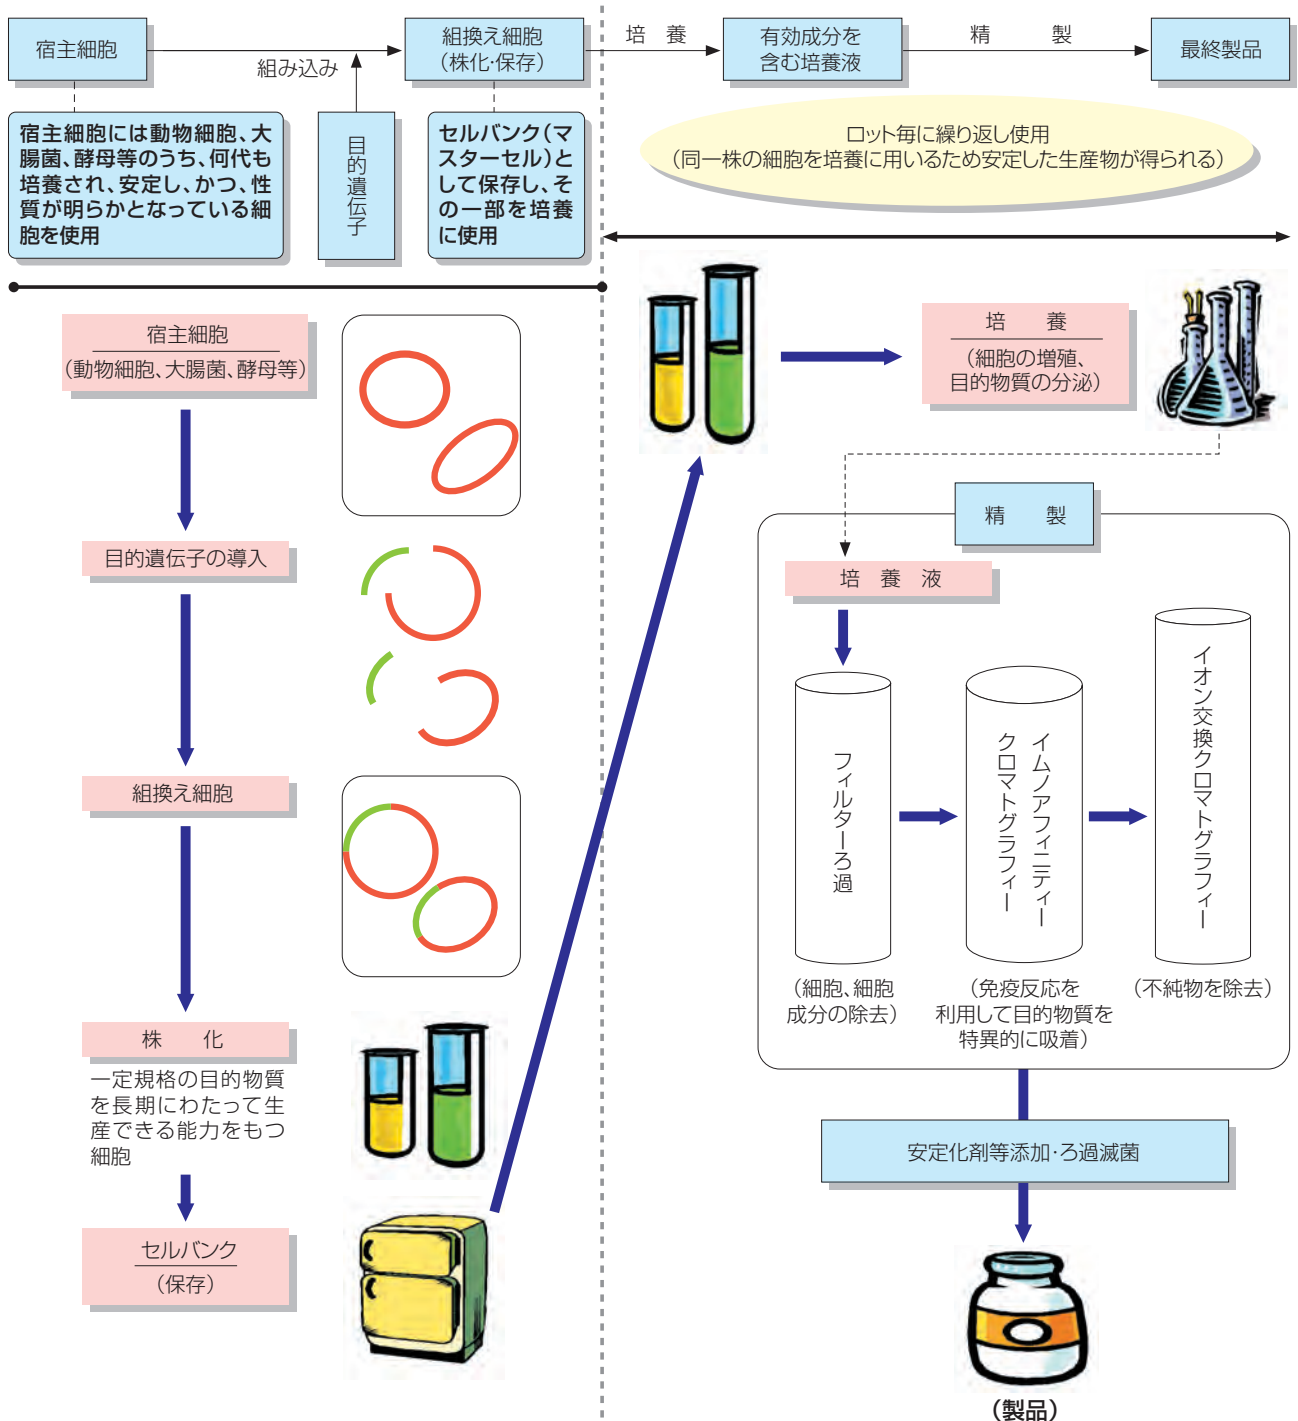 宿主細胞
組み込み
組換え細胞
（株化・保存）
培　養
有効成分を
含む培養液
精　製
最終製品
宿主細胞には動物細胞、大
腸菌、酵母等のうち、何代も
培養され、安定し、かつ、性
質が明らかとなっている細
胞を使用
目的遺伝子
セルバンク（マ
スターセル）と
して保存し、そ
の一部を培養
に使用
ロット毎に繰り返し使用
（同一株の細胞を培養に用いるため安定した生産物が得られる）
宿主細胞
（動物細胞、大腸菌、酵母等）
目的遺伝子の導入
組換え細胞
株　化
一定規格の目的物質
を長期にわたって生
産できる能力をもつ
細胞
セルバンク
（保存）
培　養
（細胞の増殖、
目的物質の分泌）
精　製
培　養　液
フィルターろ過
（細胞、細胞
成分の除去）
イムノアフィニティー
クロマトグラフィー
（免疫反応を
利用して目的物質を
特異的に吸着）
イオン交換クロマトグラフィー
（不純物を除去）
安定化剤等添加・ろ過滅菌
（製品）